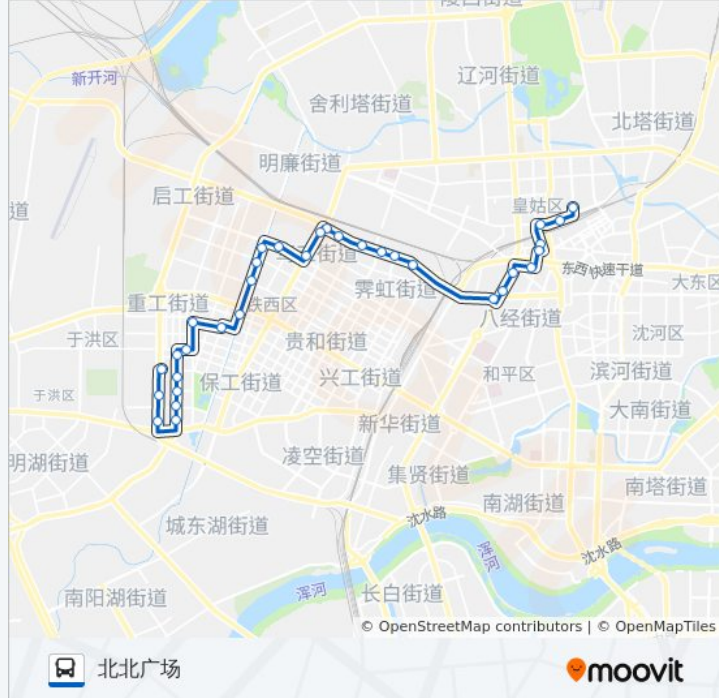 陵西街道
新开河
辽河街道
舍利塔街道
北塔街道
明廉街道
启工街道
皇姑区
道
东西快速干道
大东区
霁虹街道
重工街道
铁西区
八经街道
沈河区
于洪区
贵和街道
和平区
滨河街道
保工街道
兴工街道
于洪区
大南街道
新华街道
明湖街道
凌空街道
集贤街道
南塔街道
南湖街道
沈水路
城东湖街道
浑河
沈水路
浑河
长白街道
南阳湖街道
© OpenStreetMap contributors | © OpenMapTiles
北北广场
moovit